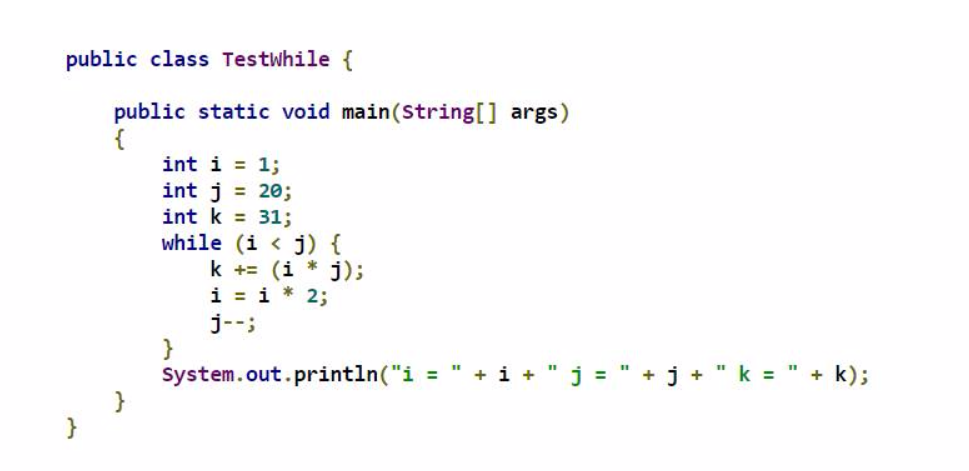 public class TestWhile {
public static void main(String[] args)
{
int i = 1;
int j = 20;
int k = 31;
while (i < j) {
k += (i * j);
i = i * 2;
j--;
}
System.out.println("i = " + i + " j = " + j + " k = " + k);
}
}